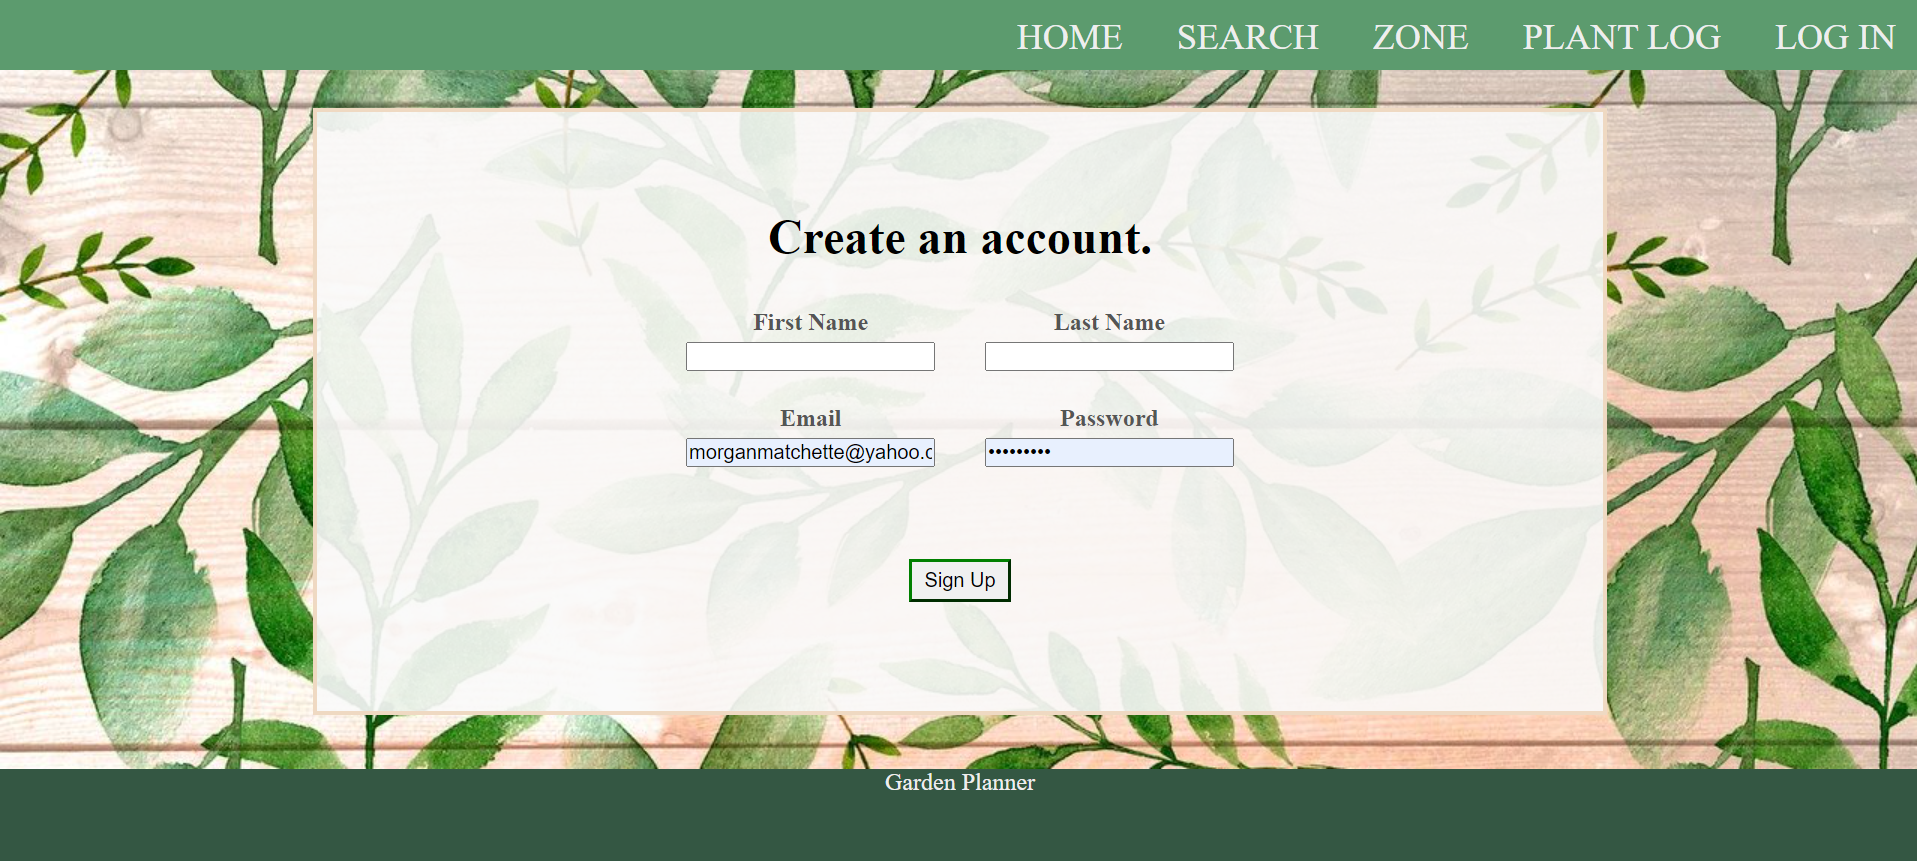 HOME SEARCH ZONE PLANT LOG LOG IN
Create an account.
First Name Last Name
Email Password
morganmatchette@yahoo.c •••••••••
Sign Up
Garden Planner